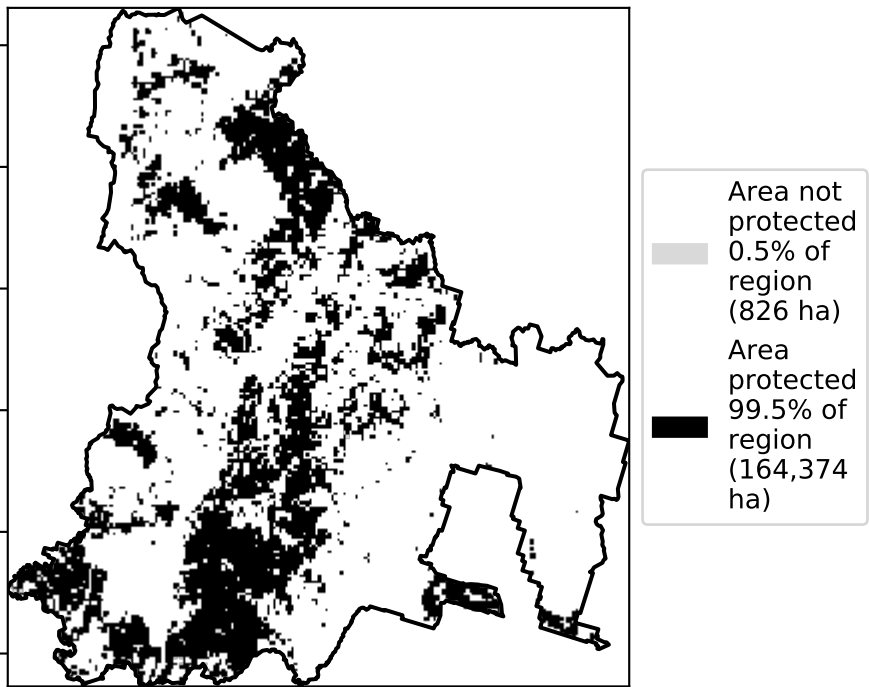 Area not
protected
0.5% of
region
(826 ha)
Area
protected
99.5% of
region
(164,374
ha)